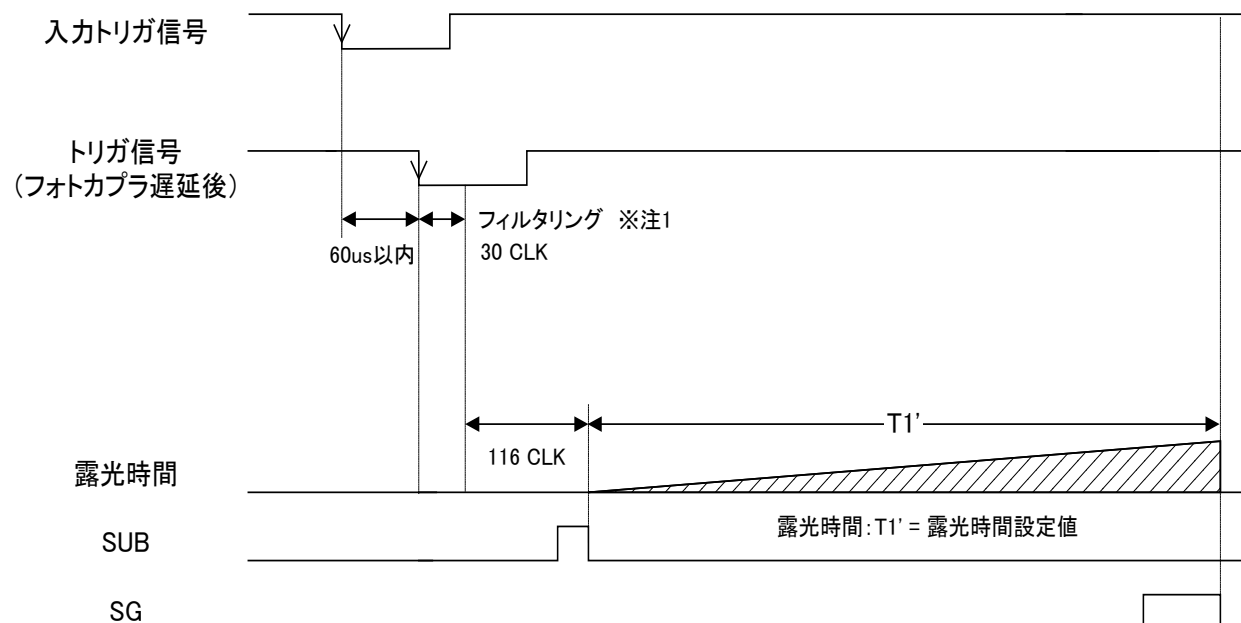 入力トリガ信号
トリガ信号
(フォトカプラ遅延後)
フィルタリング ※注1
60us以内
30 CLK
T1'
116 CLK
露光時間
露光時間:T1' = 露光時間設定値
SUB
SG